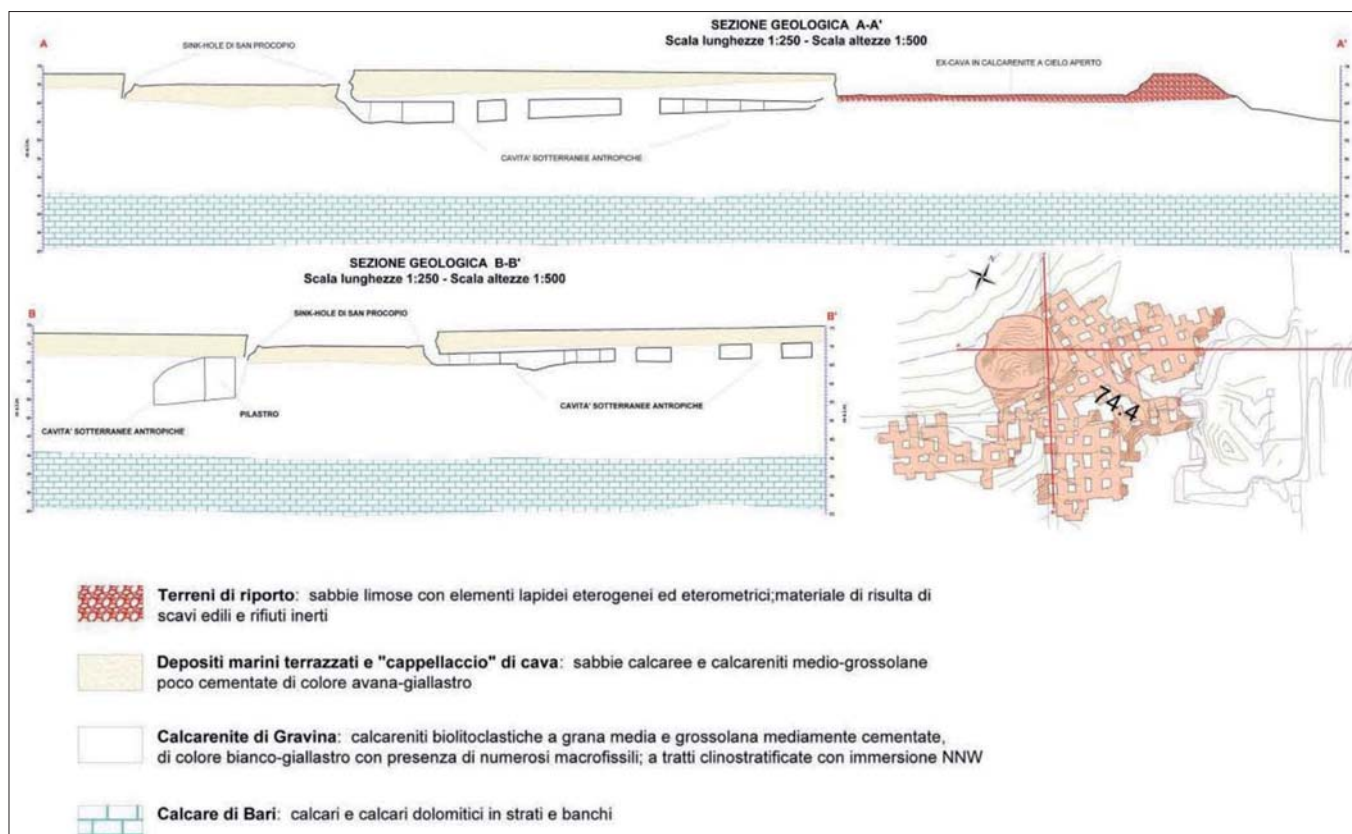 SEZIONE GEOLOGICA A-A'
Scala lunghezze 1:250 - Scala altezze 1:500
A
A'
SINK-HOLE DI SAN PROCOPIO
EX-CAVA IN CALCARENITE A CIELO APERTO
CAVITA' SOTTERRANEE ANTROPICHE
SEZIONE GEOLOGICA B-B'
Scala lunghezze 1:250 - Scala altezze 1:500
B
B'
SINK-HOLE DI SAN PROCOPIO
PILASTRO
CAVITA' SOTTERRANEE ANTROPICHE
CAVITA' SOTTERRANEE ANTROPICHE
74.4
Terreni di riporto: sabbie limose con elementi lapidei eterogenei ed eterometrici;materiale di risulta di
scavi edili e rifiuti inerti
Depositi marini terrazzati e "cappellaccio" di cava: sabbie calcaree e calcareniti medio-grossolane
poco cementate di colore avana-giallastro
Calcarenite di Gravina: calcareniti biolitoclastiche a grana media e grossolana mediamente cementate,
di colore bianco-giallastro con presenza di numerosi macrofissili; a tratti clinostratificate con immersione NNW
Calcare di Bari: calcari e calcari dolomitici in strati e banchi